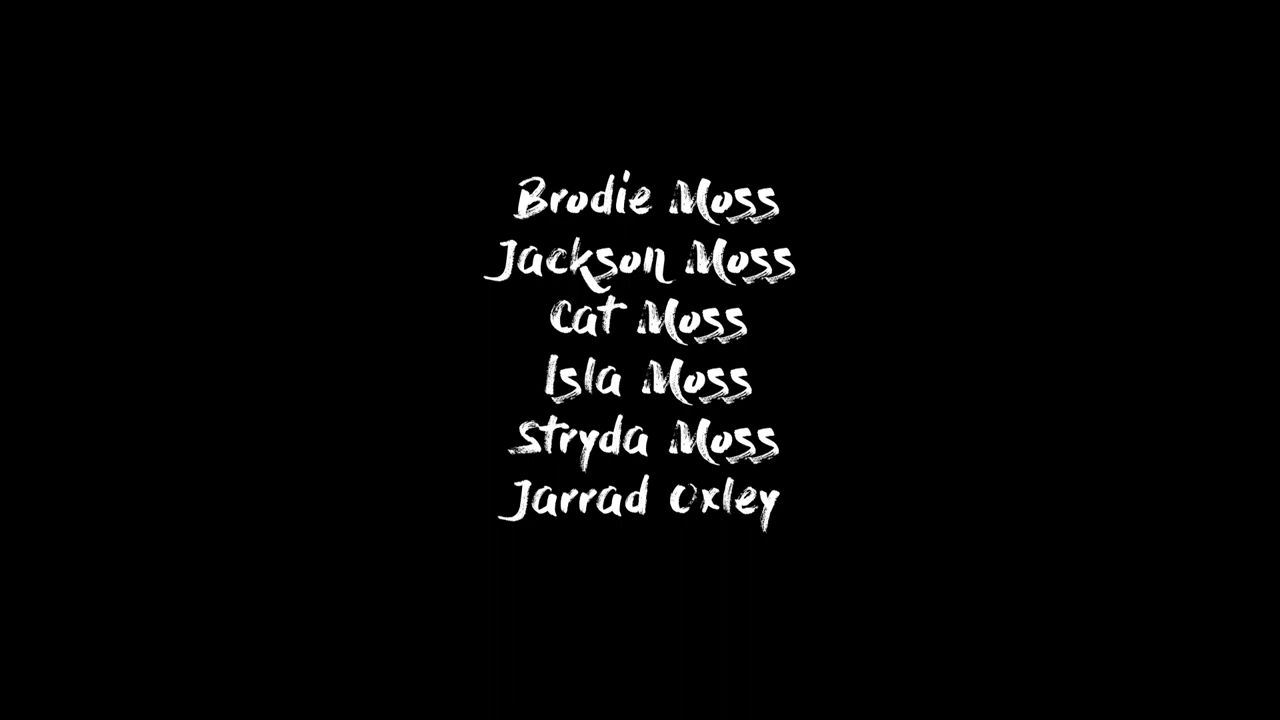 Brodie Moss
Jackson Moss
Cat Moss
Isla Moss
Stryda Moss
Jarrad Oxley